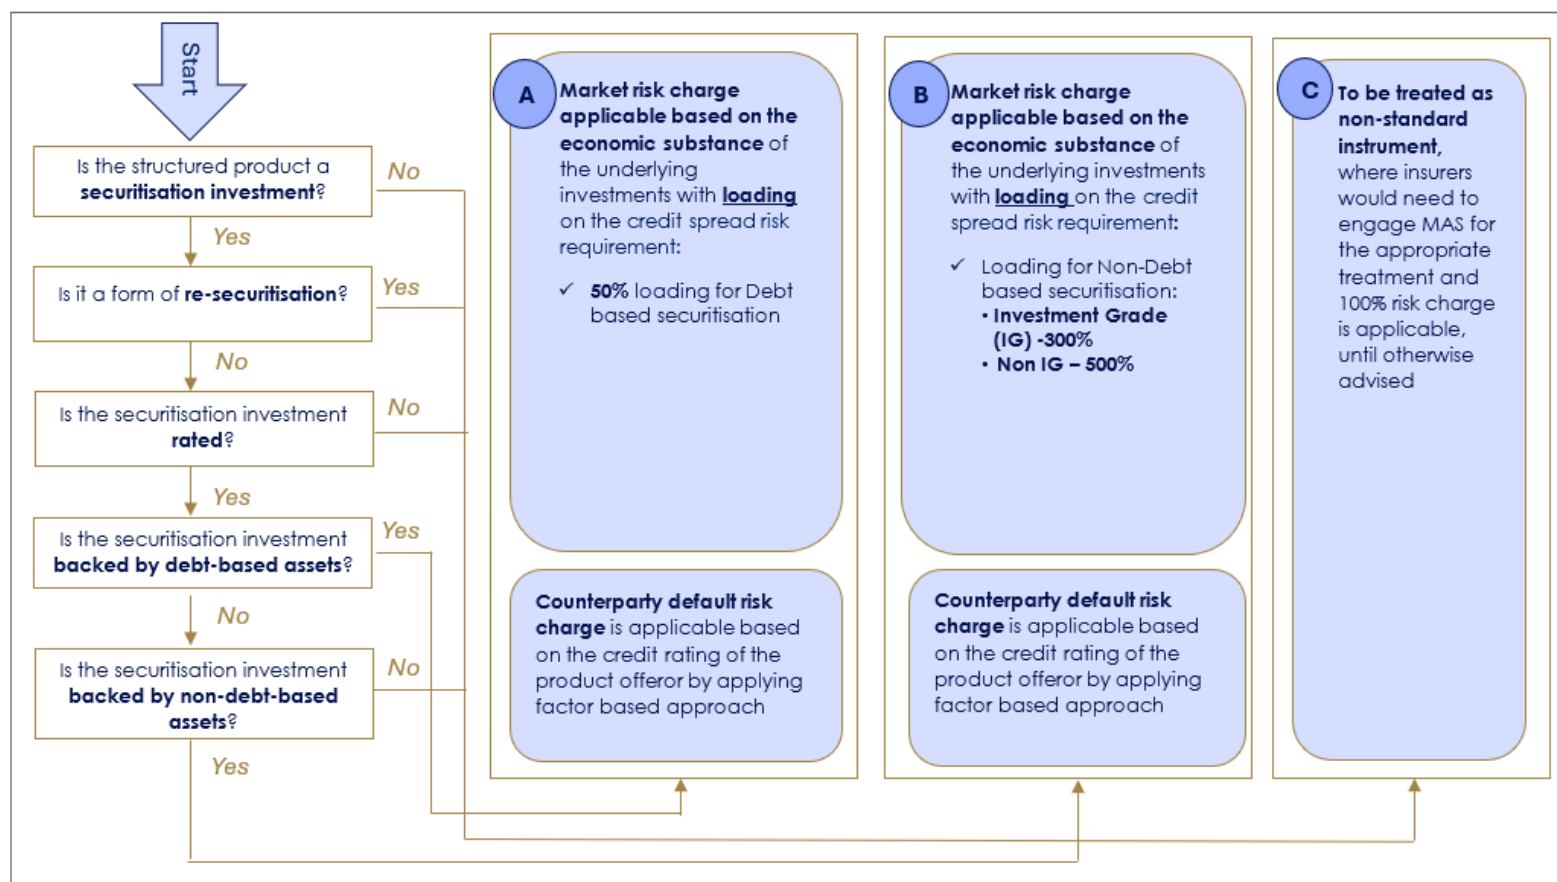 Start
Is the structured product a
securitisation investment?
No
Yes
Is it a form of re-securitisation?
Yes
No
Is the securitisation investment
rated?
No
Yes
Is the securitisation investment
backed by debt-based assets?
Yes
No
Is the securitisation investment
backed by non-debt-based
assets?
No
Yes
A
Market risk charge
applicable based on the
economic substance of
the underlying
investments with loading
on the credit spread risk
requirement:
✓ 50% loading for Debt
based securitisation
Counterparty default risk
charge is applicable based
on the credit rating of the
product offeror by applying
factor based approach
B
Market risk charge
applicable based on the
economic substance of
the underlying investments
with loading on the credit
spread risk requirement:
✓ Loading for Non-Debt
based securitisation:
• Investment Grade
(IG) -300%
• Non IG – 500%
Counterparty default risk
charge is applicable based
on the credit rating of the
product offeror by applying
factor based approach
C
To be treated as
non-standard
instrument,
where insurers
would need to
engage MAS for
the appropriate
treatment and
100% risk charge
is applicable,
until otherwise
advised